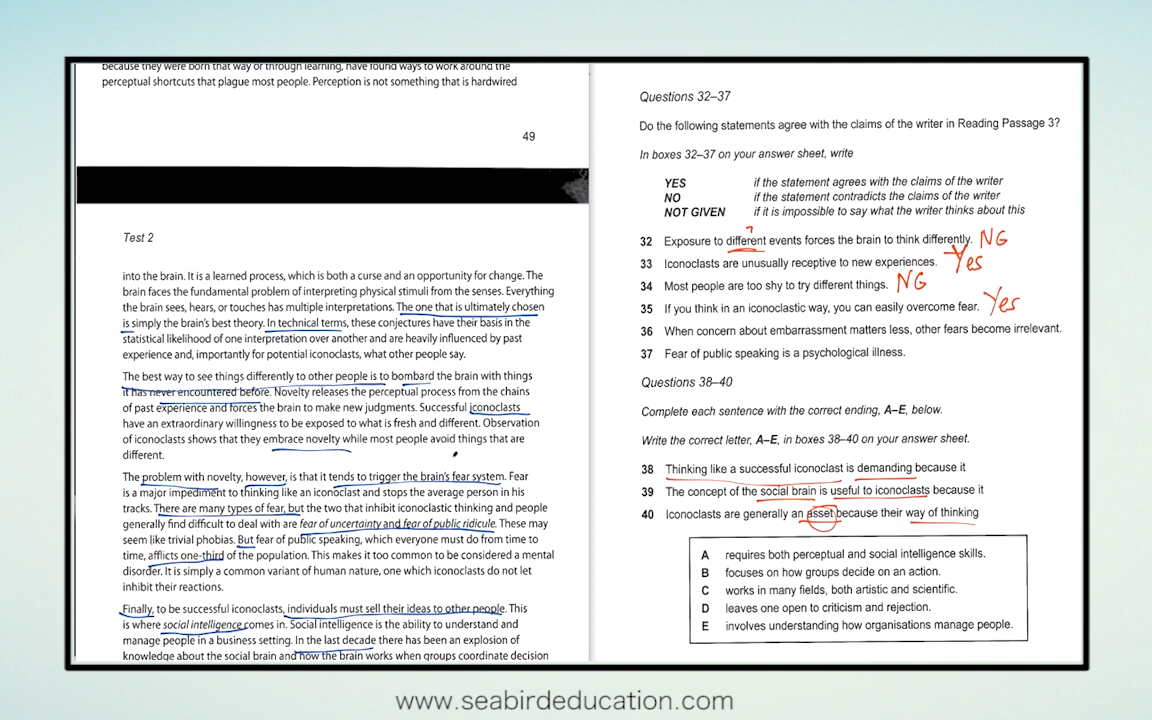 because they were born that way or through learning, have found ways to work around the
perceptual shortcuts that plague most people. Perception is not something that is hardwired
49
Test 2
into the brain. It is a learned process, which is both a curse and an opportunity for change. The
brain faces the fundamental problem of interpreting physical stimuli from the senses. Everything
the brain sees, hears, or touches has multiple interpretations. The one that is ultimately chosen
is simply the brain's best theory. In technical terms, these conjectures have their basis in the
statistical likelihood of one interpretation over another and are heavily influenced by past
experience and, importantly for potential iconoclasts, what other people say.
The best way to see things differently to other people is to bombard the brain with things
it has never encountered before. Novelty releases the perceptual process from the chains
of past experience and forces the brain to make new judgments. Successful iconoclasts
have an extraordinary willingness to be exposed to what is fresh and different. Observation
of iconoclasts shows that they embrace novelty while most people avoid things that are
different.
The problem with novelty, however, is that it tends to trigger the brain's fear system. Fear
is a major impediment to thinking like an iconoclast and stops the average person in his
tracks. There are many types of fear, but the two that inhibit iconoclastic thinking and people
generally find difficult to deal with are fear of uncertainty and fear of public ridicule. These may
seem like trivial phobias. But fear of public speaking, which everyone must do from time to
time, afflicts one-third of the population. This makes it too common to be considered a mental
disorder. It is simply a common variant of human nature, one which iconoclasts do not let
inhibit their reactions.
Finally, to be successful iconoclasts, individuals must sell their ideas to other people. This
is where social intelligence comes in. Social intelligence is the ability to understand and
manage people in a business setting. In the last decade there has been an explosion of
knowledge about the social brain and how the brain works when groups coordinate decision
Questions 32–37
Do the following statements agree with the claims of the writer in Reading Passage 3?
In boxes 32–37 on your answer sheet, write
YES if the statement agrees with the claims of the writer
NO if the statement contradicts the claims of the writer
NOT GIVEN if it is impossible to say what the writer thinks about this
?
32 Exposure to different events forces the brain to think differently. NG
33 Iconoclasts are unusually receptive to new experiences. Yes
34 Most people are too shy to try different things. NG
35 If you think in an iconoclastic way, you can easily overcome fear. Yes
36 When concern about embarrassment matters less, other fears become irrelevant.
37 Fear of public speaking is a psychological illness.
Questions 38–40
Complete each sentence with the correct ending, A–E, below.
Write the correct letter, A–E, in boxes 38–40 on your answer sheet.
38 Thinking like a successful iconoclast is demanding because it
39 The concept of the social brain is useful to iconoclasts because it
40 Iconoclasts are generally an asset because their way of thinking
A requires both perceptual and social intelligence skills.
B focuses on how groups decide on an action.
C works in many fields, both artistic and scientific.
D leaves one open to criticism and rejection.
E involves understanding how organisations manage people.
www.seabirdeducation.com